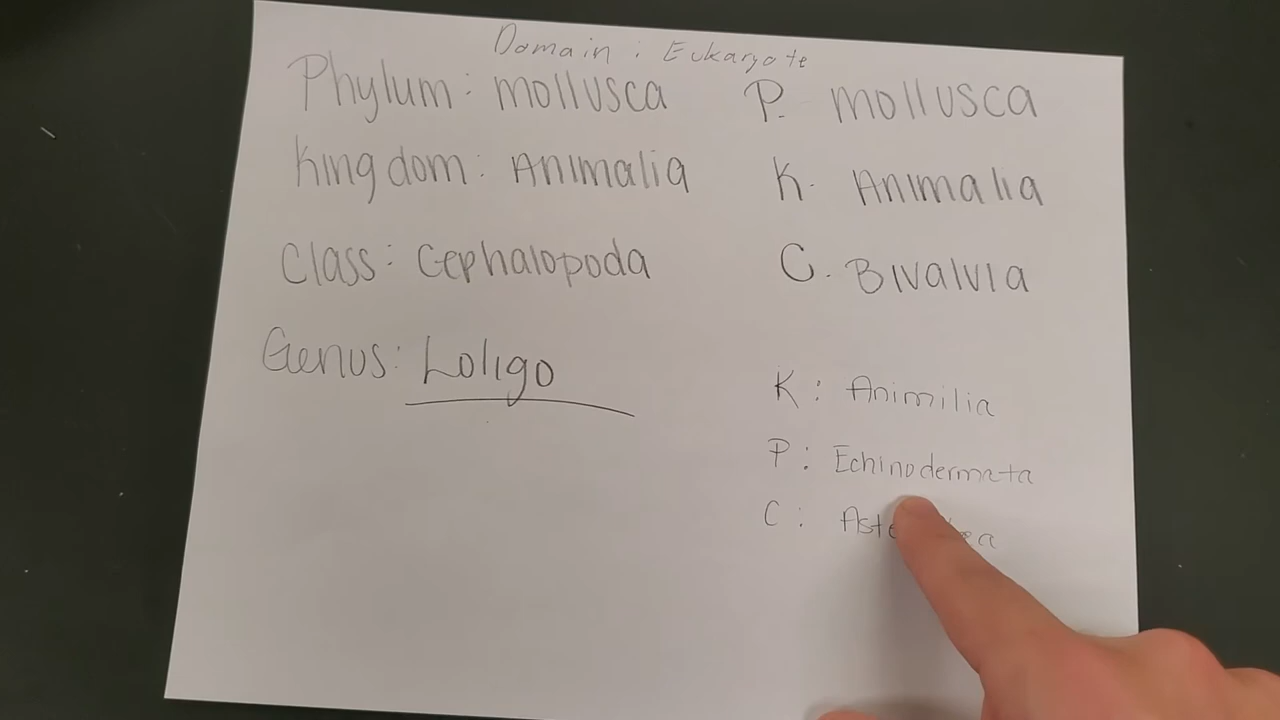 Domain : Eukaryote
Phylum: mollusca
Kingdom: Animalia
Class: Cephalopoda
Genus: Loligo
P. mollusca
K. Animalia
C. Bivalvia
K : Animilia
P : Echinodermata
C :